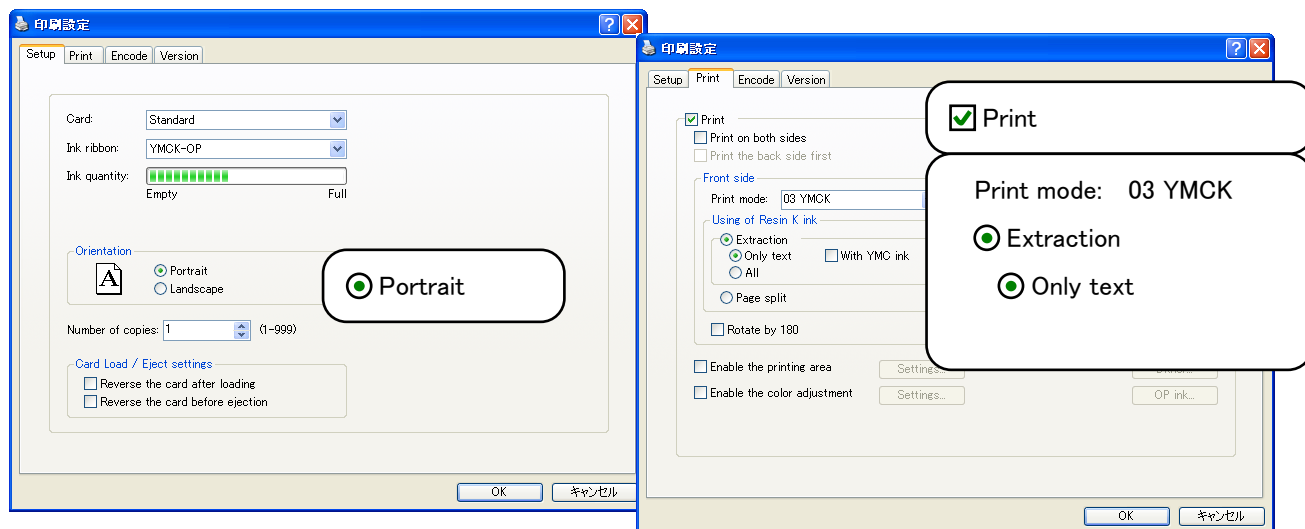 印刷設定
Setup Print Encode Version
Card: Standard
Ink ribbon: YMCK-OP
Ink quantity:
Empty Full
Orientation
A
Portrait
Landscape
Portrait
Number of copies: 1 (1-999)
Card Load / Eject settings
Reverse the card after loading
Reverse the card before ejection
OK キャンセル
印刷設定
Setup Print Encode Version
Print
Print on both sides
Print the back side first
Front side
Print mode: 03 YMCK
Using of Resin K ink
Extraction
Only text With YMC ink
All
Page split
Rotate by 180
Enable the printing area Settings...
Enable the color adjustment Settings... OP ink...
Print
Print mode: 03 YMCK
Extraction
Only text
OK キャンセル